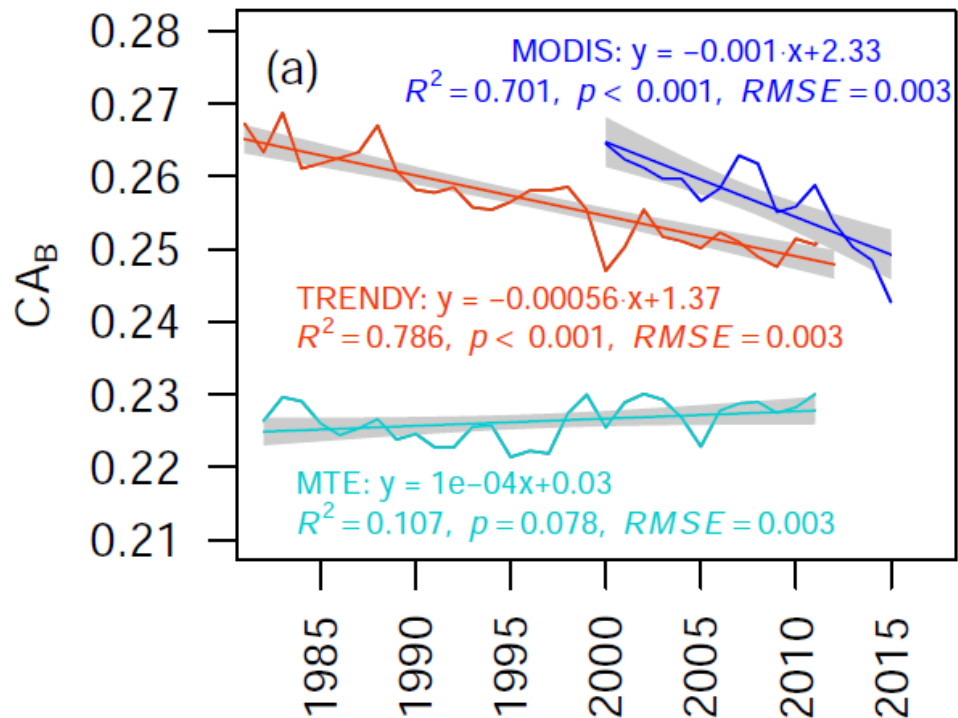 0.28
0.27
0.26
0.25
0.24
0.23
0.22
0.21
CA_B
(a)
MODIS: y = −0.001·x+2.33
R² = 0.701, p < 0.001, RMSE = 0.003
TRENDY: y = −0.00056·x+1.37
R² = 0.786, p < 0.001, RMSE = 0.003
MTE: y = 1e−04x+0.03
R² = 0.107, p = 0.078, RMSE = 0.003
1985
1990
1995
2000
2005
2010
2015